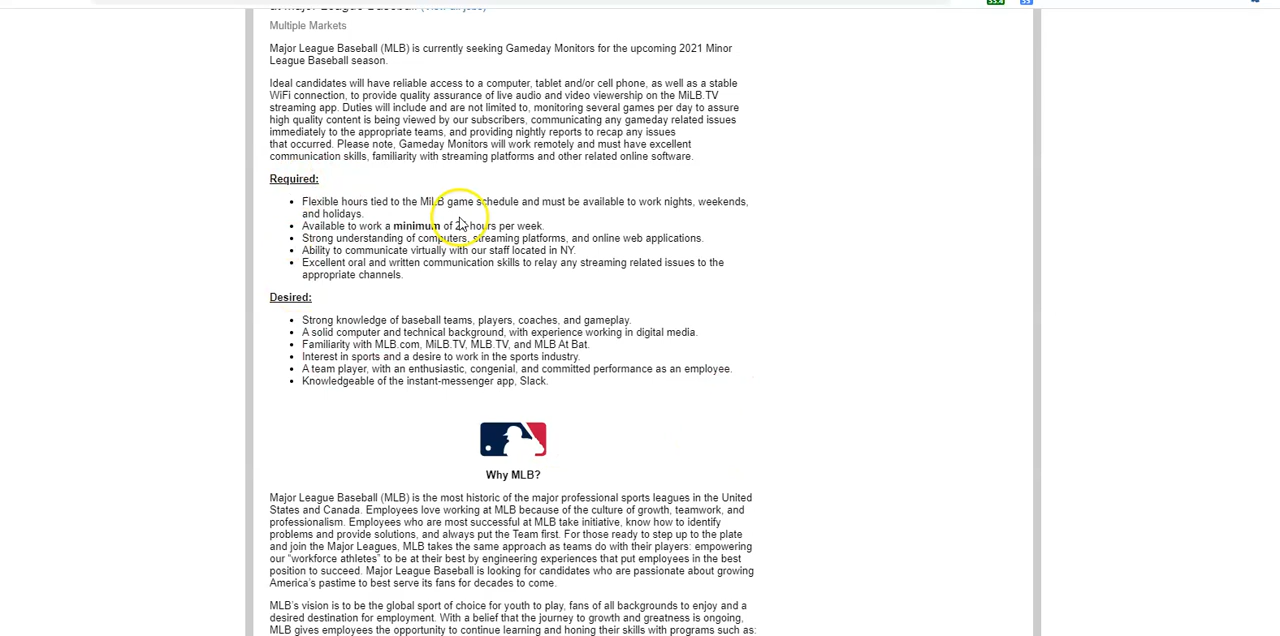 Multiple Markets
Major League Baseball (MLB) is currently seeking Gameday Monitors for the upcoming 2021 Minor
League Baseball season.
Ideal candidates will have reliable access to a computer, tablet and/or cell phone, as well as a stable
WiFi connection, to provide quality assurance of live audio and video viewership on the MiLB.TV
streaming app. Duties will include and are not limited to, monitoring several games per day to assure
high quality content is being viewed by our subscribers, communicating any gameday related issues
immediately to the appropriate teams, and providing nightly reports to recap any issues
that occurred. Please note, Gameday Monitors will work remotely and must have excellent
communication skills, familiarity with streaming platforms and other related online software.
Required:
• Flexible hours tied to the MiLB game schedule and must be available to work nights, weekends,
and holidays.
• Available to work a minimum of hours per week.
• Strong understanding of computers, streaming platforms, and online web applications.
• Ability to communicate virtually with our staff located in NY.
• Excellent oral and written communication skills to relay any streaming related issues to the
appropriate channels.
Desired:
• Strong knowledge of baseball teams, players, coaches, and gameplay.
• A solid computer and technical background, with experience working in digital media.
• Familiarity with MLB.com, MiLB.TV, MLB.TV, and MLB At Bat.
• Interest in sports and a desire to work in the sports industry.
• A team player, with an enthusiastic, congenial, and committed performance as an employee.
• Knowledgeable of the instant-messenger app, Slack.
Why MLB?
Major League Baseball (MLB) is the most historic of the major professional sports leagues in the United
States and Canada. Employees love working at MLB because of the culture of growth, teamwork, and
professionalism. Employees who are most successful at MLB take initiative, know how to identify
problems and provide solutions, and always put the Team first. For those ready to step up to the plate
and join the Major Leagues, MLB takes the same approach as teams do with their players: empowering
our “workforce athletes” to be at their best by engineering experiences that put employees in the best
position to succeed. Major League Baseball is looking for candidates who are passionate about growing
America’s pastime to best serve its fans for decades to come.
MLB’s vision is to be the global sport of choice for youth to play, fans of all backgrounds to enjoy and a
desired destination for employment. With a belief that the journey to growth and greatness is ongoing,
MLB gives employees the opportunity to continue learning and honing their skills with programs such as: